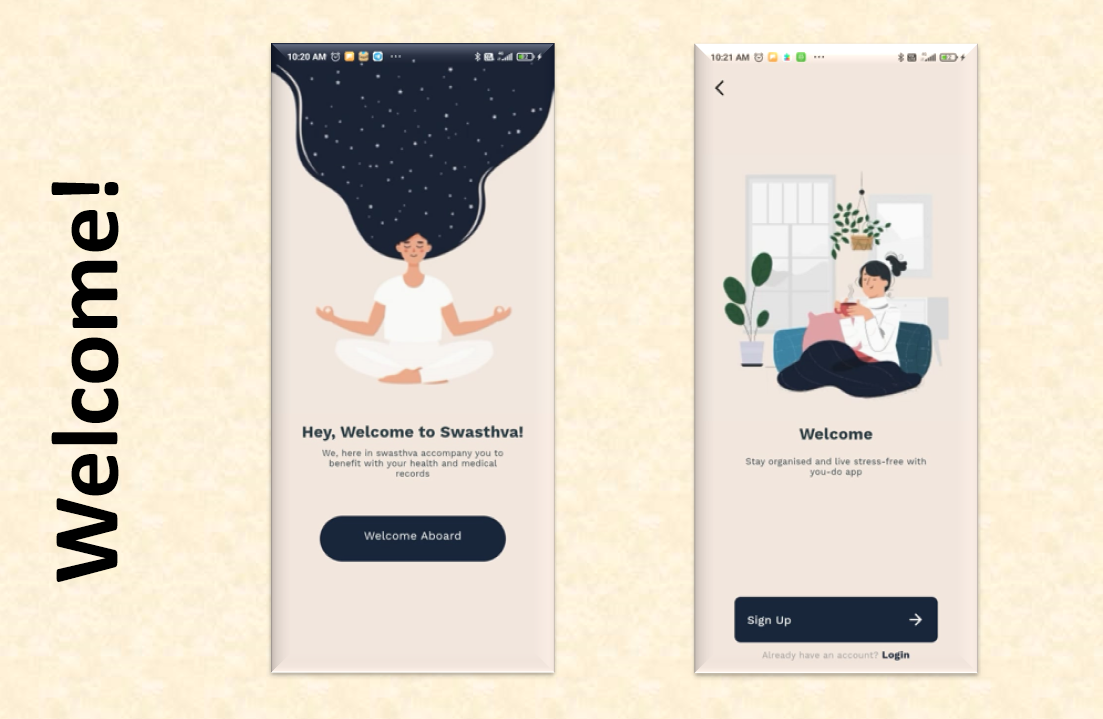 Welcome!
10:20 AM
Hey, Welcome to Swasthva!
We, here in swasthva accompany you to
benefit with your health and medical
records
Welcome Aboard
10:21 AM
Welcome
Stay organised and live stress-free with
you-do app
Sign Up
Already have an account? Login